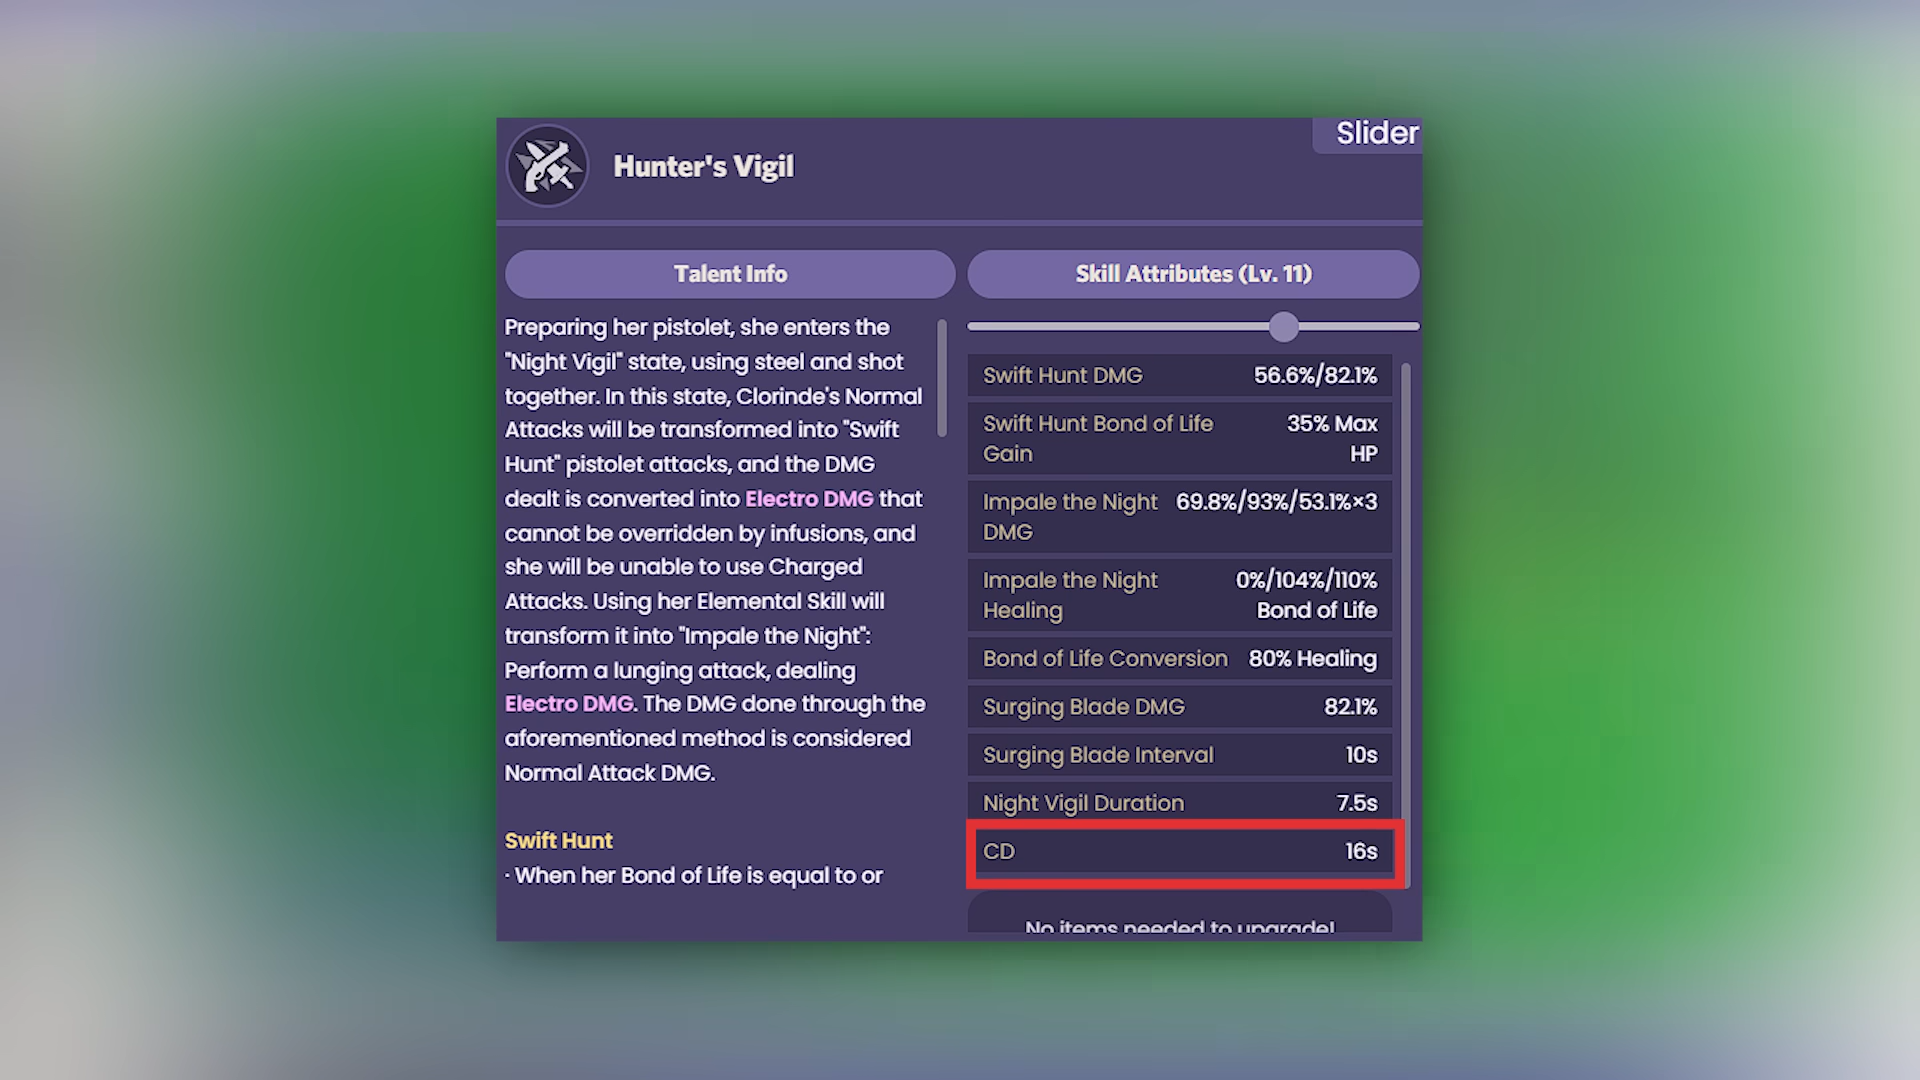 Slider
Hunter's Vigil
Talent Info
Preparing her pistolet, she enters the
"Night Vigil" state, using steel and shot
together. In this state, Clorinde's Normal
Attacks will be transformed into "Swift
Hunt" pistolet attacks, and the DMG
dealt is converted into Electro DMG that
cannot be overridden by infusions, and
she will be unable to use Charged
Attacks. Using her Elemental Skill will
transform it into "Impale the Night":
Perform a lunging attack, dealing
Electro DMG. The DMG done through the
aforementioned method is considered
Normal Attack DMG.
Swift Hunt
· When her Bond of Life is equal to or
Skill Attributes (Lv. 11)
Swift Hunt DMG 56.6%/82.1%
Swift Hunt Bond of Life 35% Max
Gain HP
Impale the Night 69.8%/93%/53.1%×3
DMG
Impale the Night 0%/104%/110%
Healing Bond of Life
Bond of Life Conversion 80% Healing
Surging Blade DMG 82.1%
Surging Blade Interval 10s
Night Vigil Duration 7.5s
CD 16s
No items needed to upgrade!